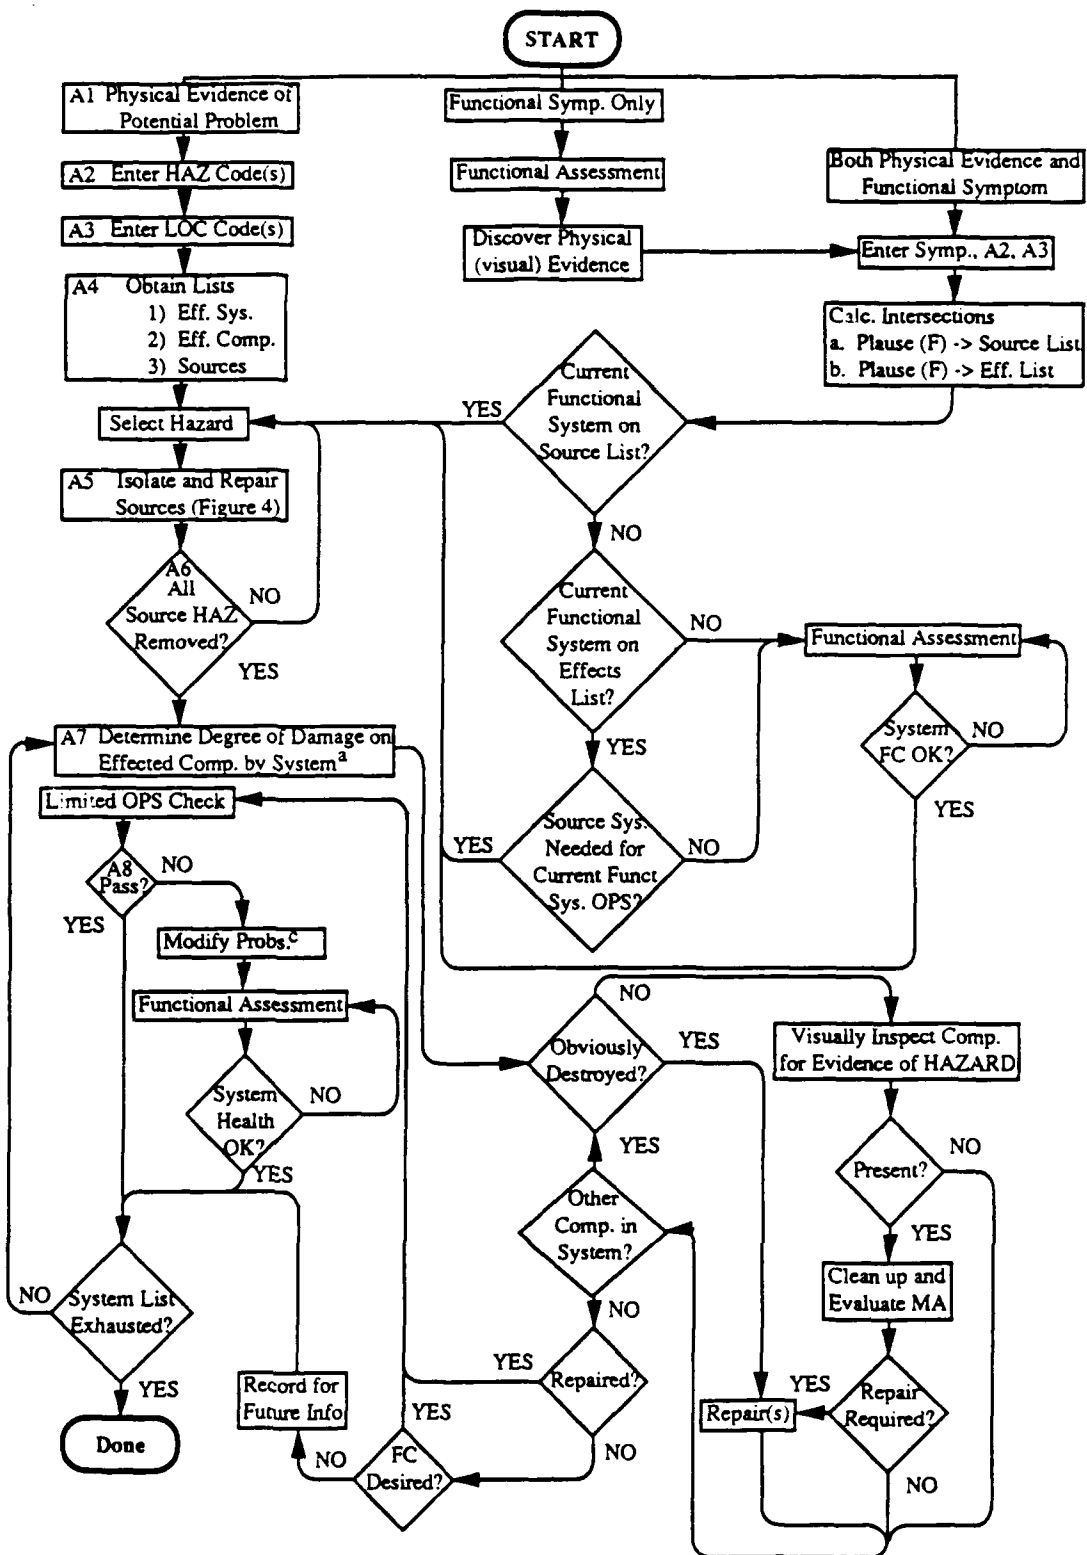 START
A1 Physical Evidence of
Potential Problem
Functional Symp. Only
A2 Enter HAZ Code(s)
Functional Assessment
Both Physical Evidence and
Functional Symptom
A3 Enter LOC Code(s)
Discover Physical
(visual) Evidence
Enter Symp., A2, A3
A4 Obtain Lists
1) Eff. Sys.
2) Eff. Comp.
3) Sources
Calc. Intersections
a. Plause (F) -> Source List
b. Plause (F) -> Eff. List
Select Hazard
YES
Current
Functional
System on
Source List?
A5 Isolate and Repair
Sources (Figure 4)
NO
A6
All
Source HAZ
Removed?
NO
YES
Current
Functional
System on
Effects
List?
NO
YES
Functional Assessment
System
FC OK?
NO
YES
A7 Determine Degree of Damage on
Effected Comp. by System a
Limited OPS Check
Source Sys.
Needed for
Current Funct
Sys. OPS?
YES
NO
A8
Pass?
NO
YES
Modify Probs. c
Functional Assessment
System
Health
OK?
NO
YES
Obviously
Destroyed?
NO
YES
Visually Inspect Comp.
for Evidence of HAZARD
YES
Present?
NO
YES
Other
Comp. in
System?
NO
Clean up and
Evaluate MA
System List
Exhausted?
NO
YES
Done
Record for
Future Info
YES
Repaired?
NO
YES
FC
Desired?
NO
Repair(s)
YES
Repair
Required?
NO